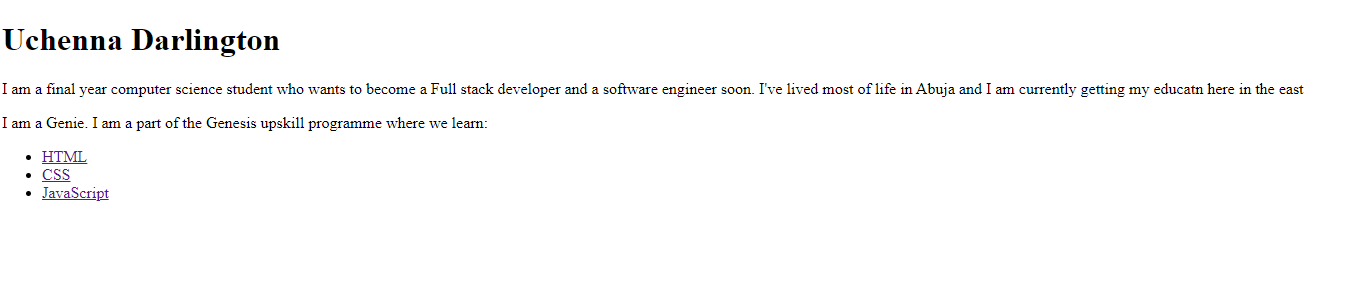 Uchenna Darlington
I am a final year computer science student who wants to become a Full stack developer and a software engineer soon. I've lived most of life in Abuja and I am currently getting my educatn here in the east
I am a Genie. I am a part of the Genesis upskill programme where we learn:
HTML
CSS
JavaScript